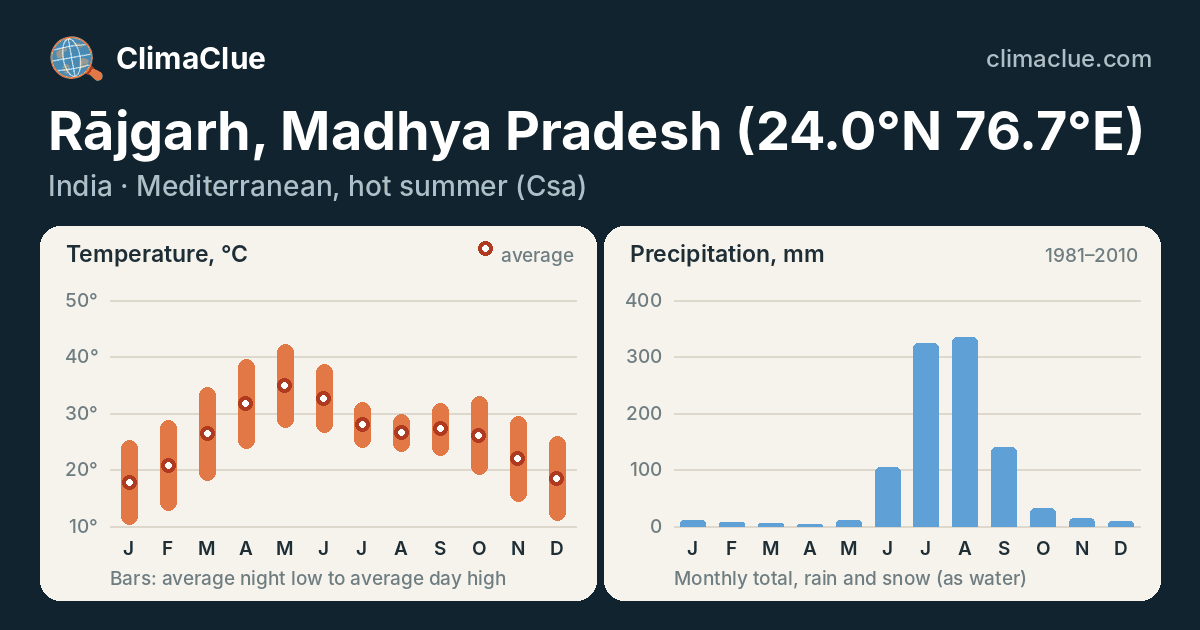 ClimaClue
climaclue.com
Rājgarh, Madhya Pradesh (24.0°N 76.7°E)
India · Mediterranean, hot summer (Csa)
Temperature, °C
average
50°
40°
30°
20°
10°
J F M A M J J A S O N D
Bars: average night low to average day high
Precipitation, mm
1981–2010
400
300
200
100
0
J F M A M J J A S O N D
Monthly total, rain and snow (as water)